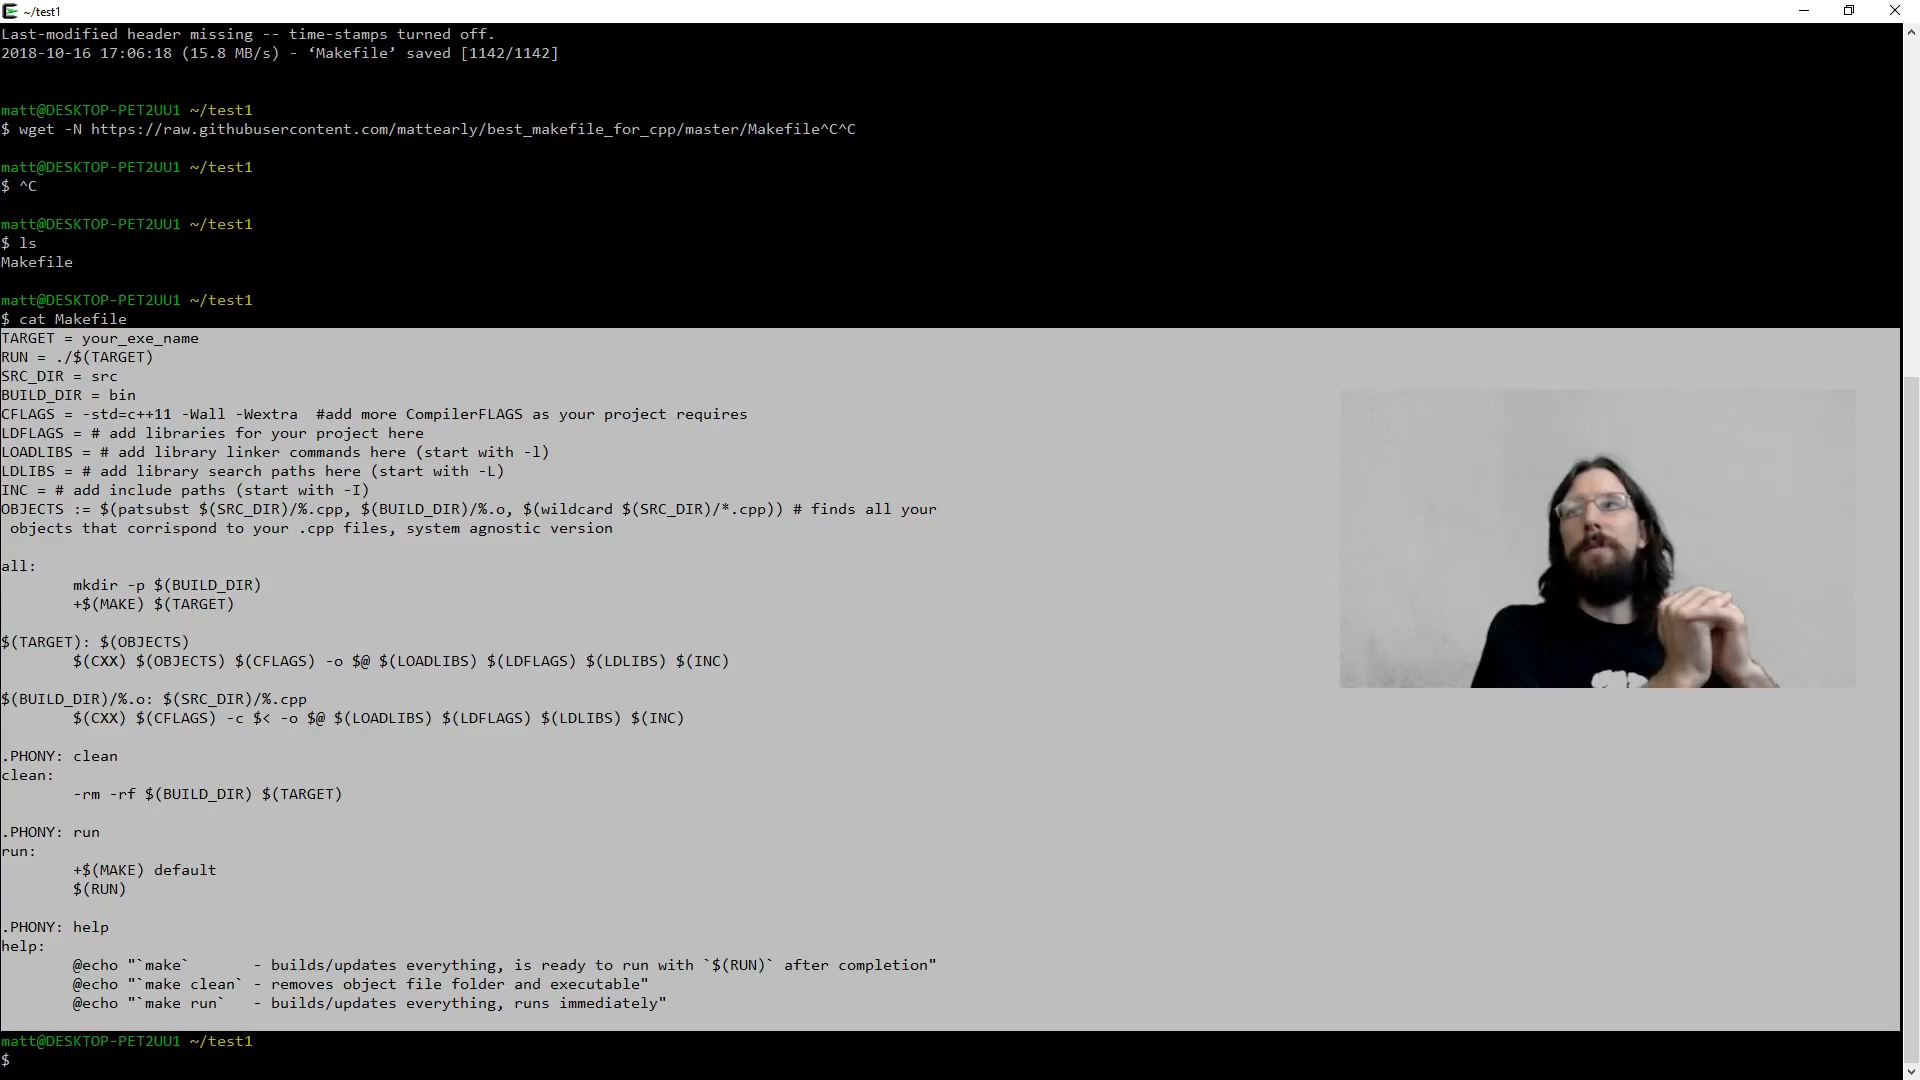 ~/test1
Last-modified header missing -- time-stamps turned off.
2018-10-16 17:06:18 (15.8 MB/s) - ‘Makefile’ saved [1142/1142]
matt@DESKTOP-PET2UU1 ~/test1
$ wget -N https://raw.githubusercontent.com/mattearly/best_makefile_for_cpp/master/Makefile^C^C
matt@DESKTOP-PET2UU1 ~/test1
$ ^C
matt@DESKTOP-PET2UU1 ~/test1
$ ls
Makefile
matt@DESKTOP-PET2UU1 ~/test1
$ cat Makefile
TARGET = your_exe_name
RUN = ./$(TARGET)
SRC_DIR = src
BUILD_DIR = bin
CFLAGS = -std=c++11 -Wall -Wextra  #add more CompilerFLAGS as your project requires
LDFLAGS = # add libraries for your project here
LOADLIBS = # add library linker commands here (start with -l)
LDLIBS = # add library search paths here (start with -L)
INC = # add include paths (start with -I)
OBJECTS := $(patsubst $(SRC_DIR)/%.cpp, $(BUILD_DIR)/%.o, $(wildcard $(SRC_DIR)/*.cpp)) # finds all your
 objects that corrispond to your .cpp files, system agnostic version
all:
        mkdir -p $(BUILD_DIR)
        +$(MAKE) $(TARGET)
$(TARGET): $(OBJECTS)
        $(CXX) $(OBJECTS) $(CFLAGS) -o $@ $(LOADLIBS) $(LDFLAGS) $(LDLIBS) $(INC)
$(BUILD_DIR)/%.o: $(SRC_DIR)/%.cpp
        $(CXX) $(CFLAGS) -c $< -o $@ $(LOADLIBS) $(LDFLAGS) $(LDLIBS) $(INC)
.PHONY: clean
clean:
        -rm -rf $(BUILD_DIR) $(TARGET)
.PHONY: run
run:
        +$(MAKE) default
        $(RUN)
.PHONY: help
help:
        @echo "`make`       - builds/updates everything, is ready to run with `$(RUN)` after completion"
        @echo "`make clean` - removes object file folder and executable"
        @echo "`make run`   - builds/updates everything, runs immediately"
matt@DESKTOP-PET2UU1 ~/test1
$